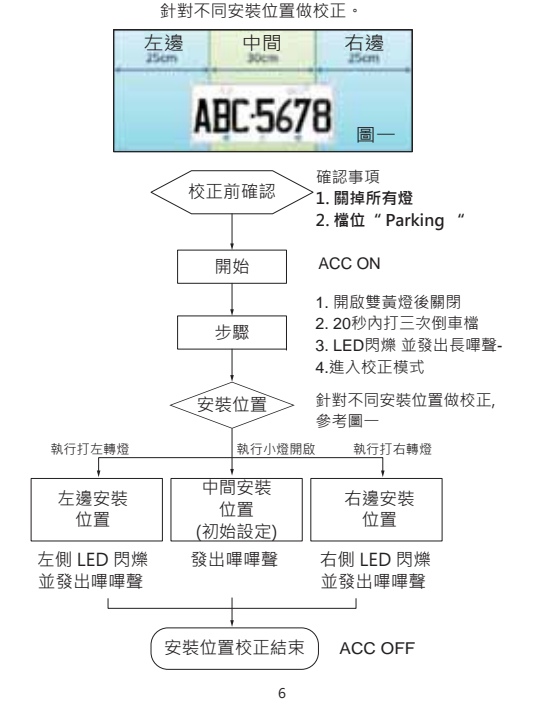 針對不同安裝位置做校正。
左邊 中間 右邊
25cm 30cm 25cm
ABC-5678
圖一
校正前確認
確認事項
1. 關掉所有燈
2. 檔位“ Parking “
開始
ACC ON
步驟
1. 開啟雙黃燈後關閉
2. 20秒內打三次倒車檔
3. LED閃爍 並發出長嗶聲-
4.進入校正模式
安裝位置
針對不同安裝位置做校正,
參考圖一
執行打左轉燈 執行小燈開啟 執行打右轉燈
左邊安裝
位置
中間安裝
位置
(初始設定)
右邊安裝
位置
左側 LED 閃爍
並發出嗶嗶聲
發出嗶嗶聲
右側 LED 閃爍
並發出嗶嗶聲
安裝位置校正結束
ACC OFF
6